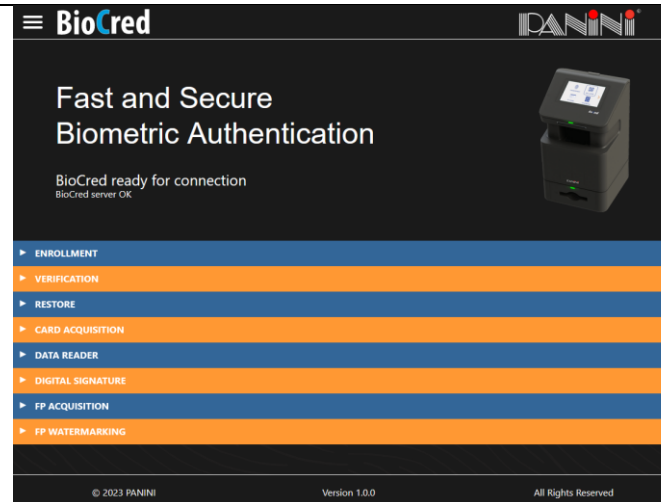 BioCred
PANINI
Fast and Secure
Biometric Authentication
BioCred ready for connection
BioCred server OK
ENROLLMENT
VERIFICATION
RESTORE
CARD ACQUISITION
DATA READER
DIGITAL SIGNATURE
FP ACQUISITION
FP WATERMARKING
© 2023 PANINI
Version 1.0.0
All Rights Reserved